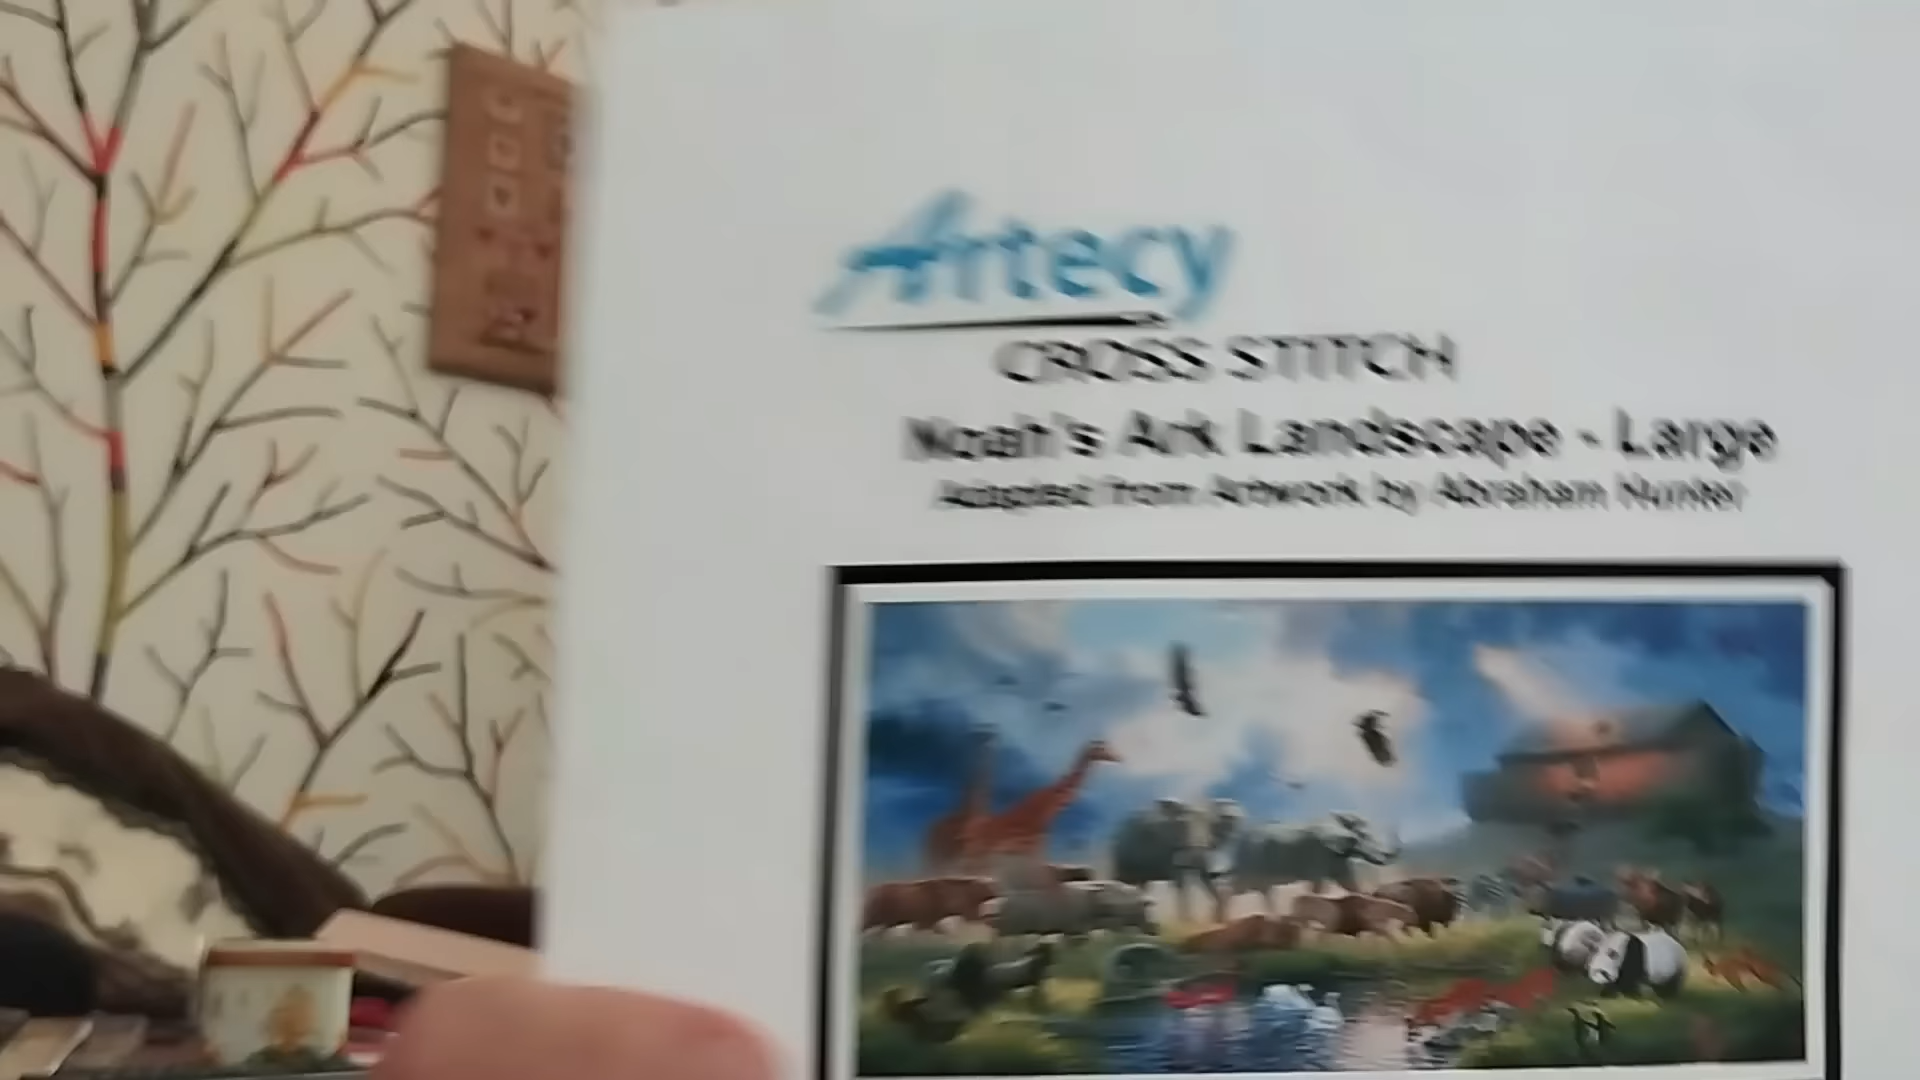 Artecy
CROSS STITCH
Noah's Ark Landscape - Large
Adapted from Artwork by Abraham Hunter